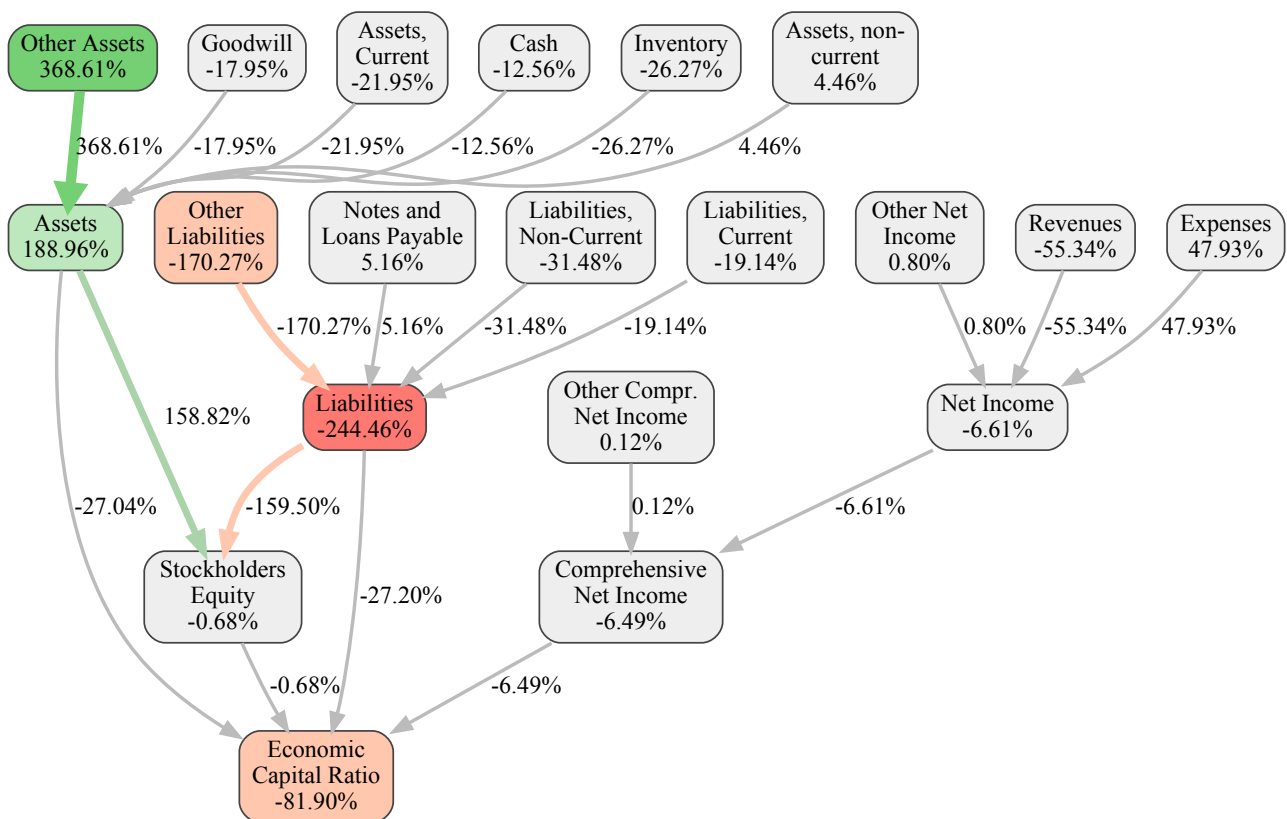 Other Assets
368.61%
Goodwill
-17.95%
Assets,
Current
-21.95%
Cash
-12.56%
Inventory
-26.27%
Assets, non-
current
4.46%
368.61%
-17.95%
-21.95%
-12.56%
-26.27%
4.46%
Assets
188.96%
Other
Liabilities
-170.27%
Notes and
Loans Payable
5.16%
Liabilities,
Non-Current
-31.48%
Liabilities,
Current
-19.14%
Other Net
Income
0.80%
Revenues
-55.34%
Expenses
47.93%
-170.27%
5.16%
-31.48%
-19.14%
0.80%
-55.34%
47.93%
Liabilities
-244.46%
Other Compr.
Net Income
0.12%
Net Income
-6.61%
158.82%
-27.04%
-159.50%
0.12%
-6.61%
Stockholders
Equity
-0.68%
-27.20%
Comprehensive
Net Income
-6.49%
-0.68%
-6.49%
Economic
Capital Ratio
-81.90%